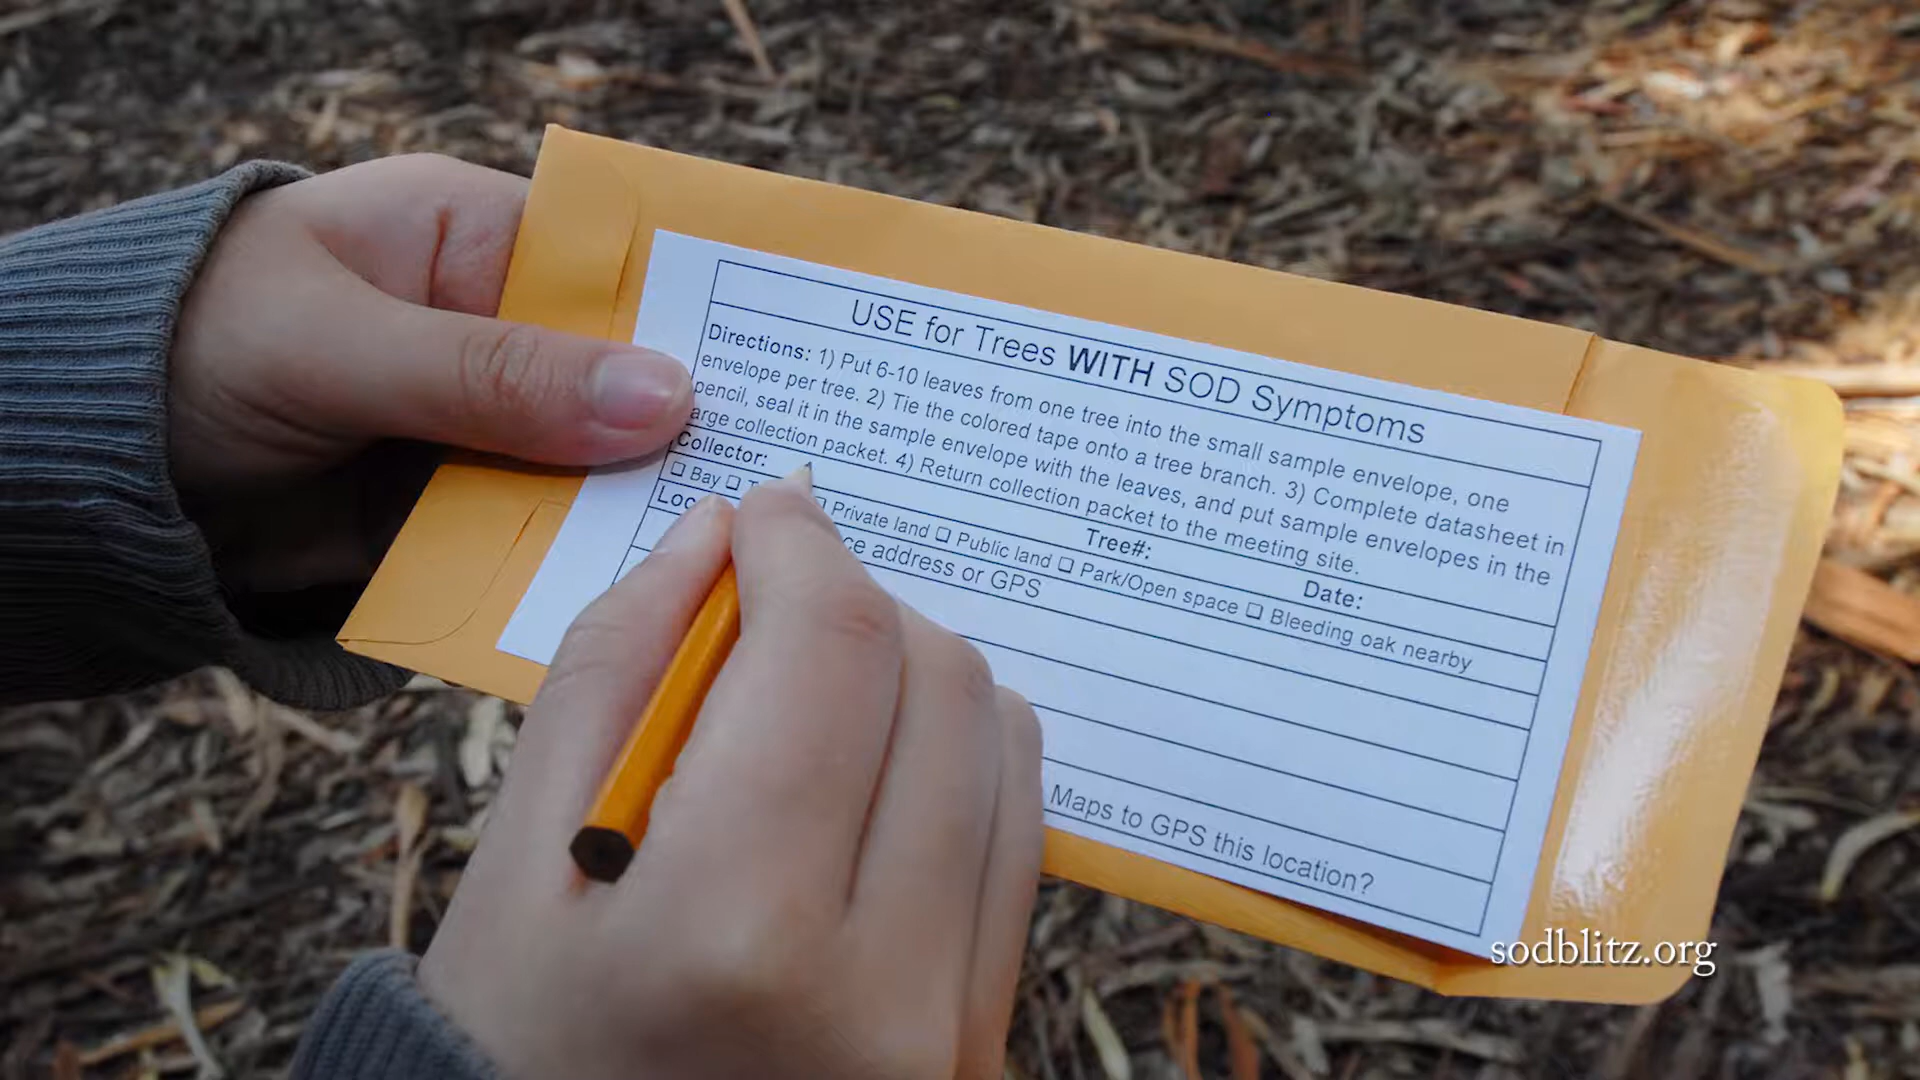 USE for Trees WITH SOD Symptoms
Directions: 1) Put 6-10 leaves from one tree into the small sample envelope, one
envelope per tree. 2) Tie the colored tape onto a tree branch. 3) Complete datasheet in
pencil, seal it in the sample envelope with the leaves, and put sample envelopes in the
arge collection packet. 4) Return collection packet to the meeting site.
Collector: Tree#: Date:
☐ Bay ☐ T ☐ Private land ☐ Public land ☐ Park/Open space ☐ Bleeding oak nearby
Loc ce address or GPS
Maps to GPS this location?
sodblitz.org